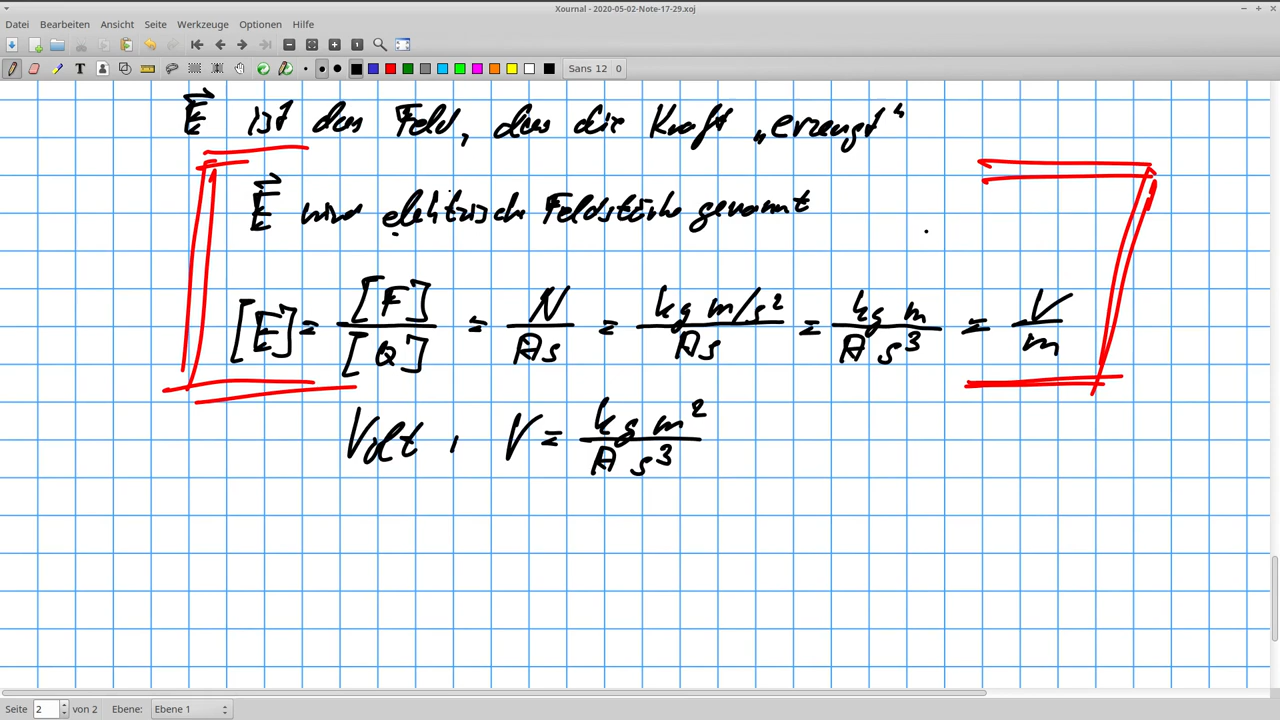 Xournal - 2020-05-02-Note-17-29.xoj
Datei Bearbeiten Ansicht Seite Werkzeuge Optionen Hilfe
Sans 12 0
E⃗ ist das Feld, das die Kraft „erzeugt“
E⃗ wird elektrische Feldstärke genannt
[E] = [F]/[Q] = N/As = (kg m/s²)/As = kg m/(A s³) = V/m
Volt, V = kg m²/(A s³)
Seite 2 von 2 Ebene: Ebene 1